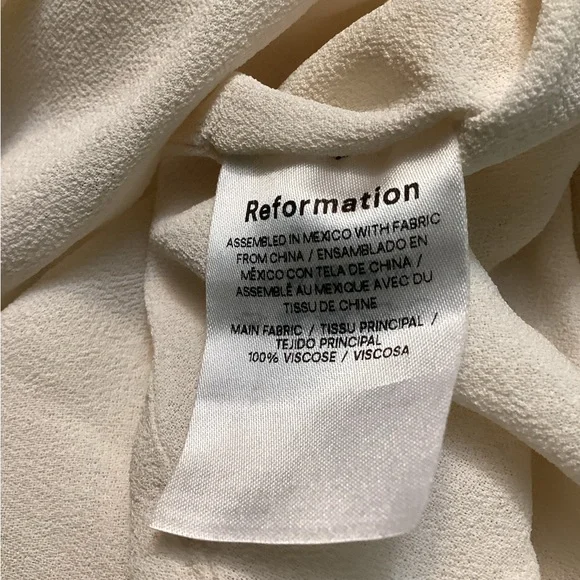 Reformation
ASSEMBLED IN MEXICO WITH FABRIC
FROM CHINA / ENSAMBLADO EN
MÉXICO CON TELA DE CHINA /
ASSEMBLÉ AU MEXIQUE AVEC DU
TISSU DE CHINE
MAIN FABRIC / TISSU PRINCIPAL /
TEJIDO PRINCIPAL
100% VISCOSE / VISCOSA